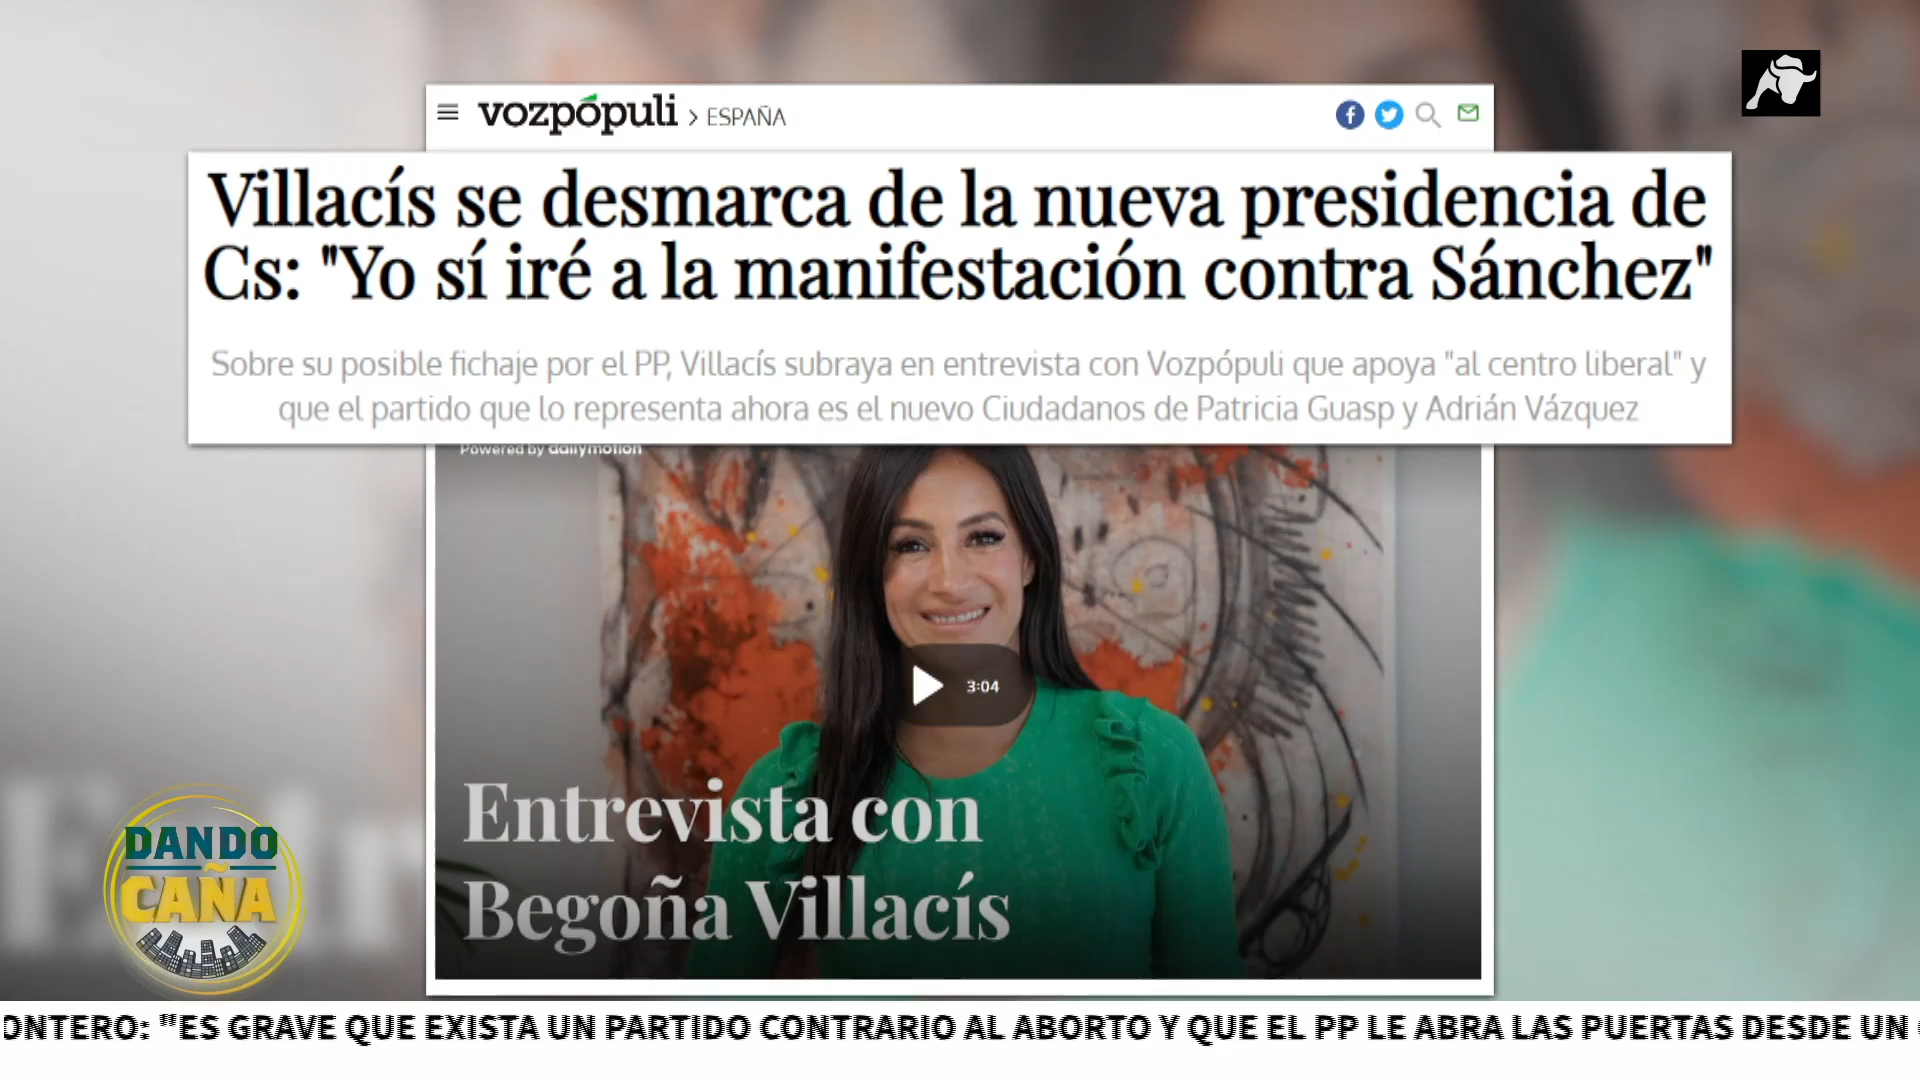 vozpópuli > ESPAÑA
Villacís se desmarca de la nueva presidencia de
Cs: "Yo sí iré a la manifestación contra Sánchez"
Sobre su posible fichaje por el PP, Villacís subraya en entrevista con Vozpópuli que apoya "al centro liberal" y
que el partido que lo representa ahora es el nuevo Ciudadanos de Patricia Guasp y Adrián Vázquez
Powered by dailymotion
3:04
Entrevista con
Begoña Villacís
DANDO
CAÑA
ONTERO: "ES GRAVE QUE EXISTA UN PARTIDO CONTRARIO AL ABORTO Y QUE EL PP LE ABRA LAS PUERTAS DESDE UN